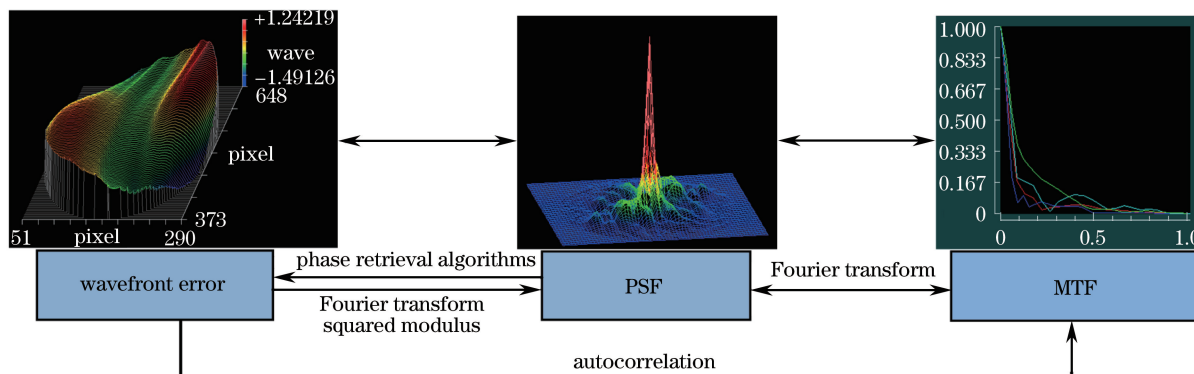 +1.24219
wave
−1.49126
648
pixel
373
51
pixel
290
1.000
0.833
0.667
0.500
0.333
0.167
0
0
0.5
1.0
wavefront error
phase retrieval algorithms
Fourier transform
squared modulus
PSF
Fourier transform
MTF
autocorrelation